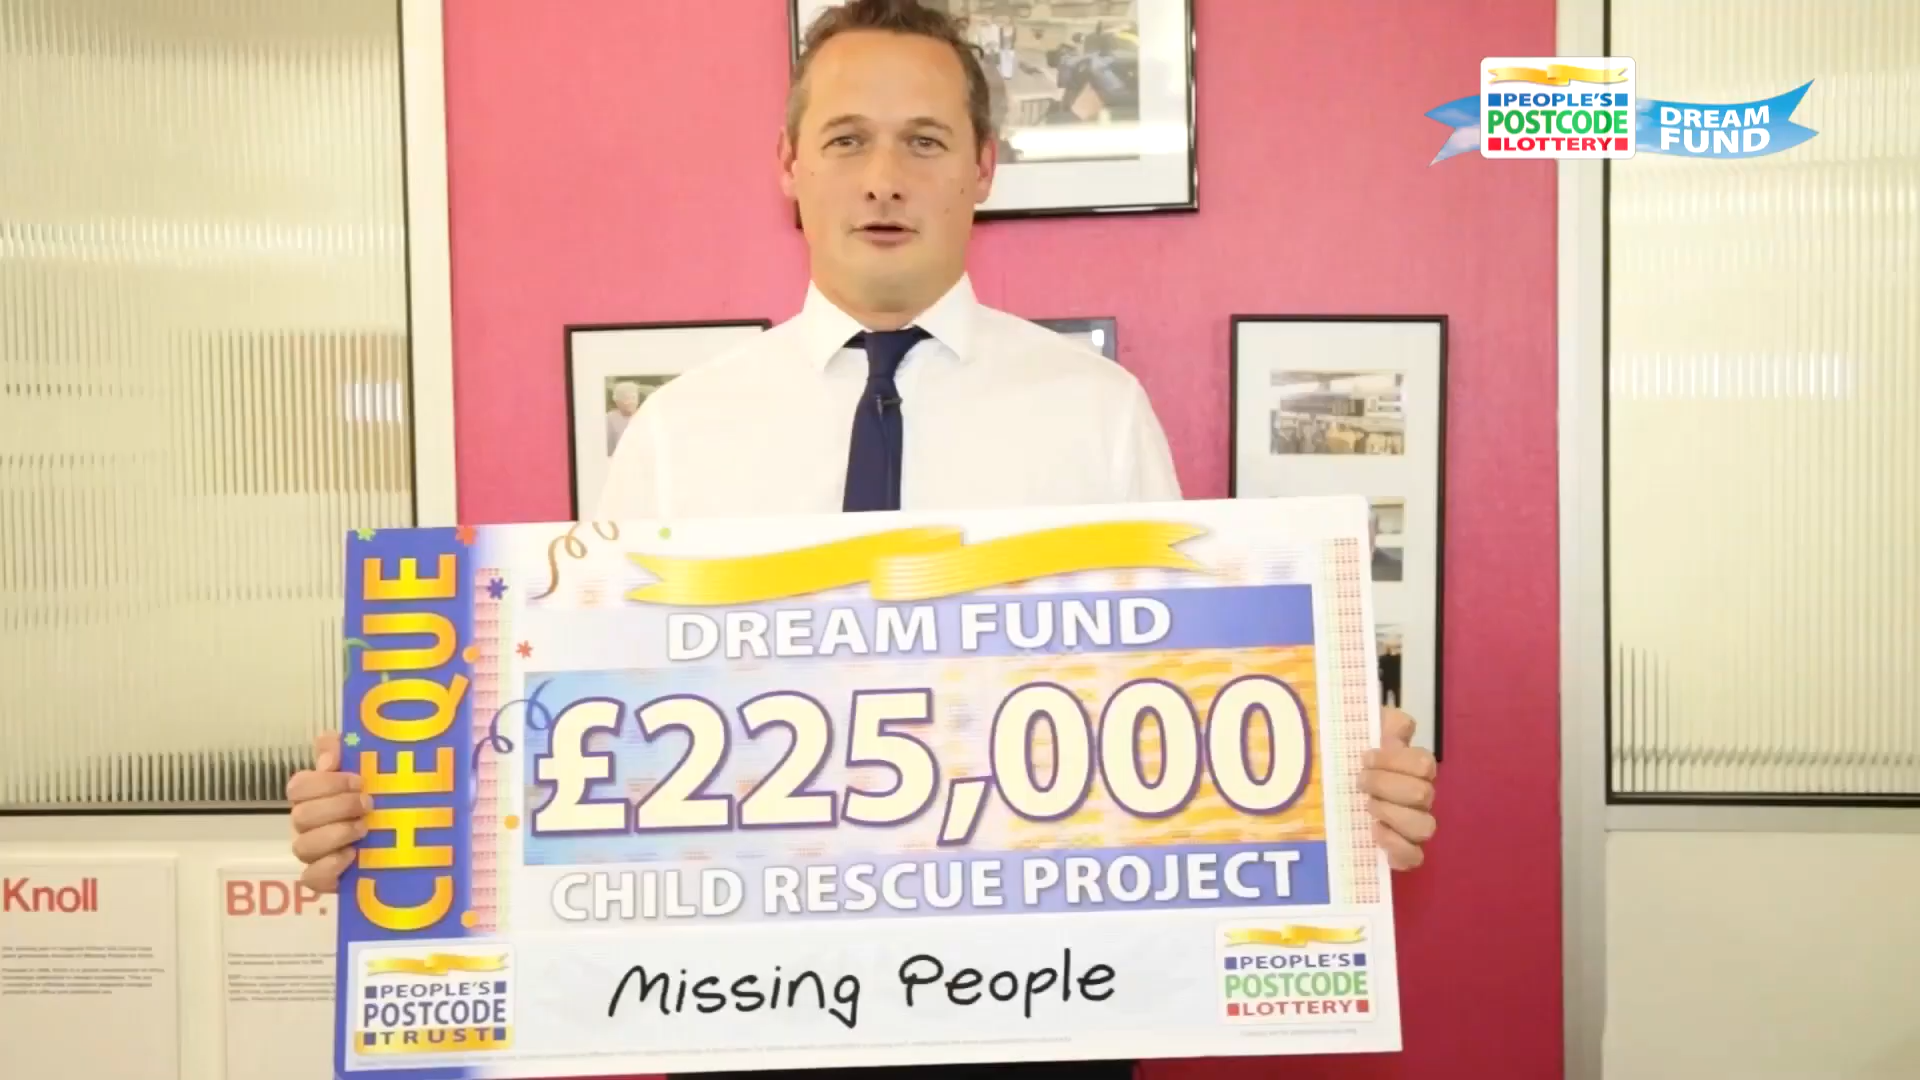 PEOPLE'S
POSTCODE
LOTTERY
DREAM
FUND
CHEQUE
DREAM FUND
£225,000
CHILD RESCUE PROJECT
Missing People
PEOPLE'S
POSTCODE
TRUST
PEOPLE'S
POSTCODE
LOTTERY
Knoll
BDP.